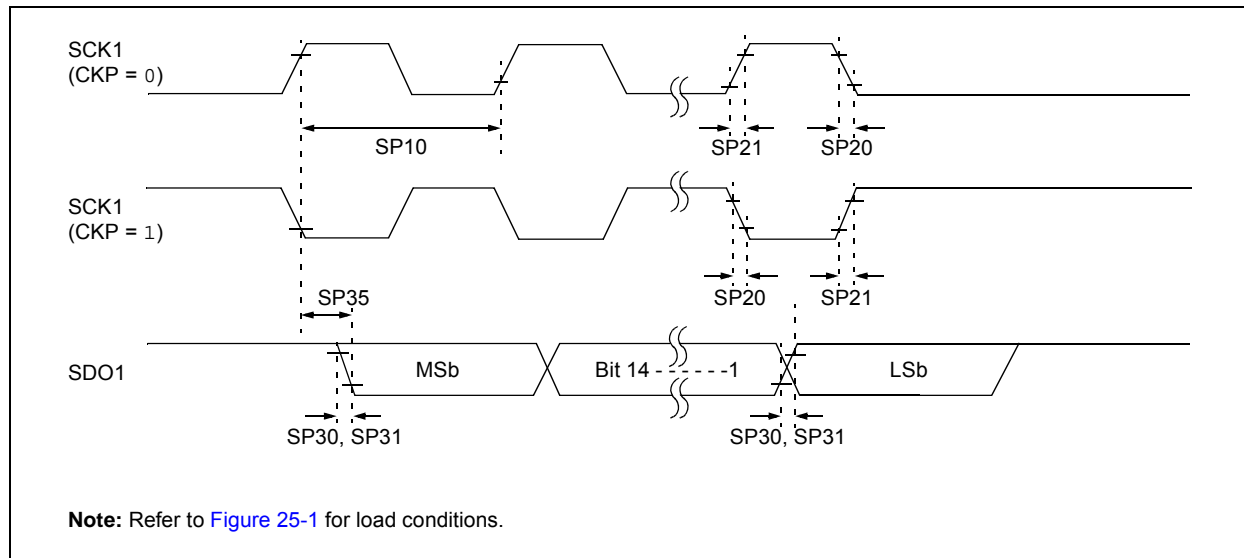 SCK1
(CKP = 0)
SP10
SP21
SP20
SCK1
(CKP = 1)
SP35
SP20
SP21
SDO1
MSb
Bit 14 - - - - - -1
LSb
SP30, SP31
SP30, SP31
Note: Refer to Figure 25-1 for load conditions.